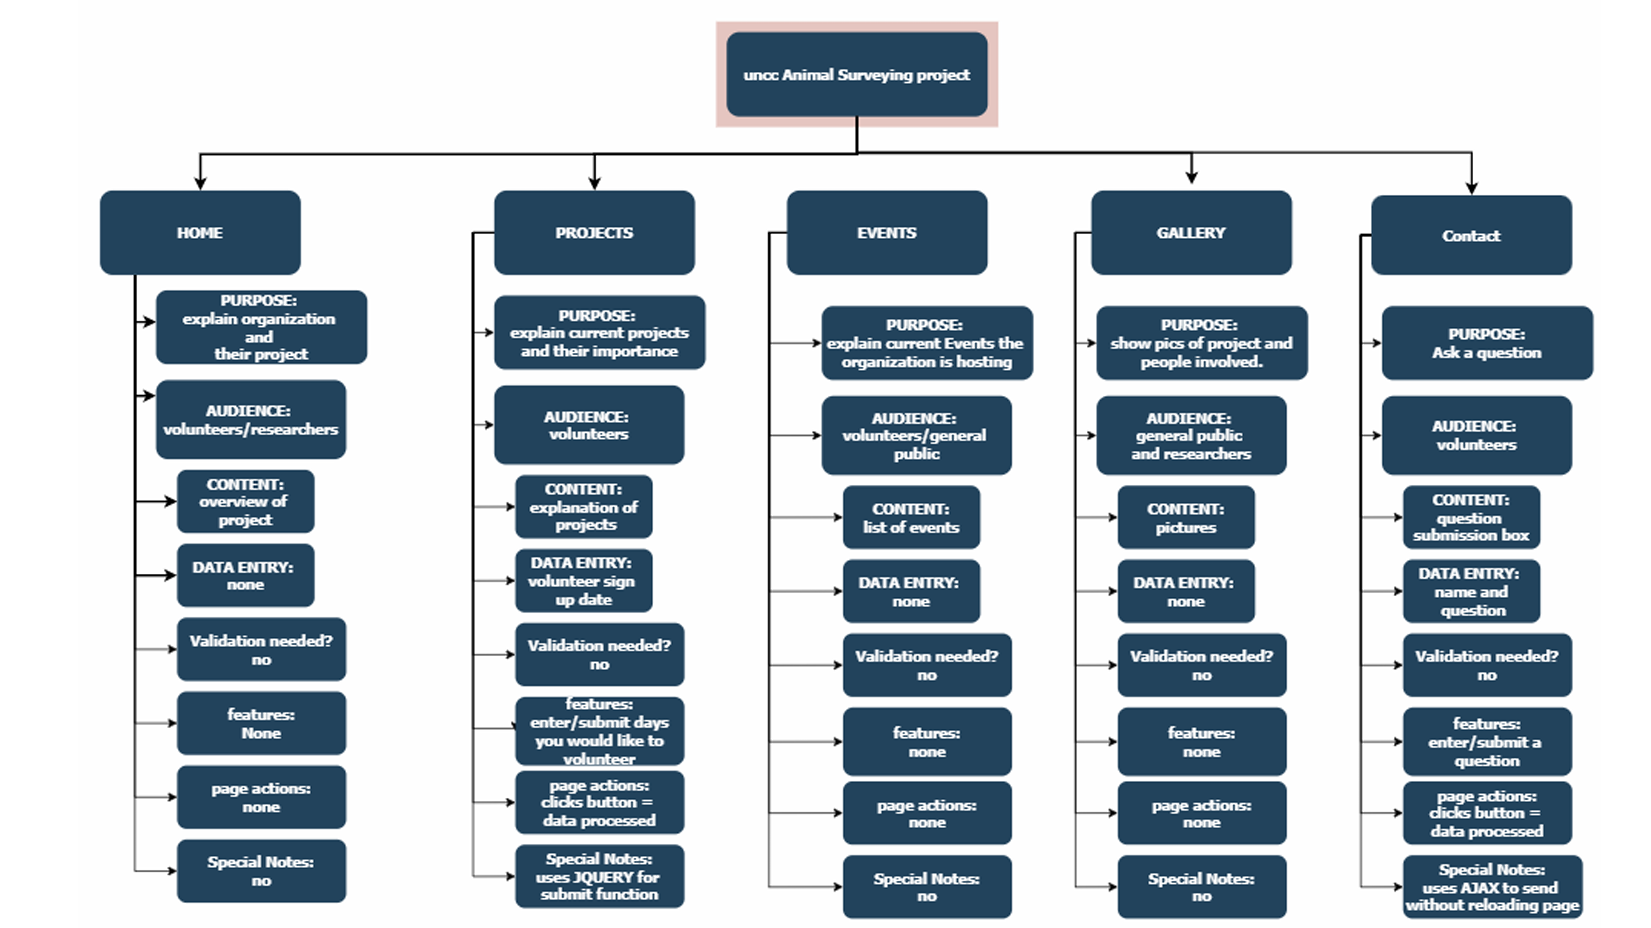 uncc Animal Surveying project
HOME
PURPOSE:
explain organization
and
their project
AUDIENCE:
volunteers/researchers
CONTENT:
overview of
project
DATA ENTRY:
none
Validation needed?
no
features:
None
page actions:
none
Special Notes:
no
PROJECTS
PURPOSE:
explain current projects
and their importance
AUDIENCE:
volunteers
CONTENT:
explanation of
projects
DATA ENTRY:
volunteer sign
up date
Validation needed?
no
features:
enter/submit days
you would like to
volunteer
page actions:
clicks button =
data processed
Special Notes:
uses JQUERY for
submit function
EVENTS
PURPOSE:
explain current Events the
organization is hosting
AUDIENCE:
volunteers/general
public
CONTENT:
list of events
DATA ENTRY:
none
Validation needed?
no
features:
none
page actions:
none
Special Notes:
no
GALLERY
PURPOSE:
show pics of project and
people involved.
AUDIENCE:
general public
and researchers
CONTENT:
pictures
DATA ENTRY:
none
Validation needed?
no
features:
none
page actions:
none
Special Notes:
no
Contact
PURPOSE:
Ask a question
AUDIENCE:
volunteers
CONTENT:
question
submission box
DATA ENTRY:
name and
question
Validation needed?
no
features:
enter/submit a
question
page actions:
clicks button =
data processed
Special Notes:
uses AJAX to send
without reloading page